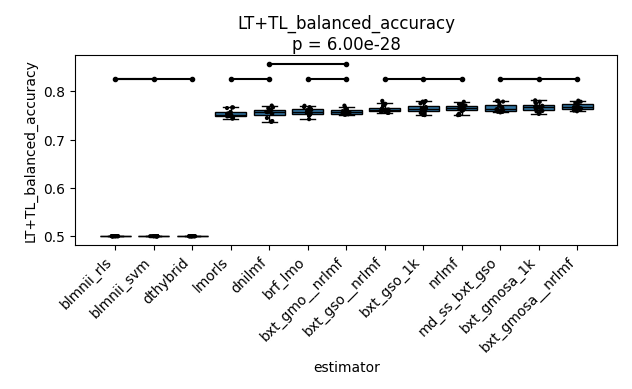 LT+TL_balanced_accuracy
p = 6.00e-28
LT+TL_balanced_accuracy
0.8
0.7
0.6
0.5
blmnii_rls
blmnii_svm
dthybrid
lmorls
dnilmf
brf_lmo
bxt_gmo__nrlmf
bxt_gso__nrlmf
bxt_gso_1k
nrlmf
md_ss_bxt_gso
bxt_gmosa_1k
bxt_gmosa__nrlmf
estimator